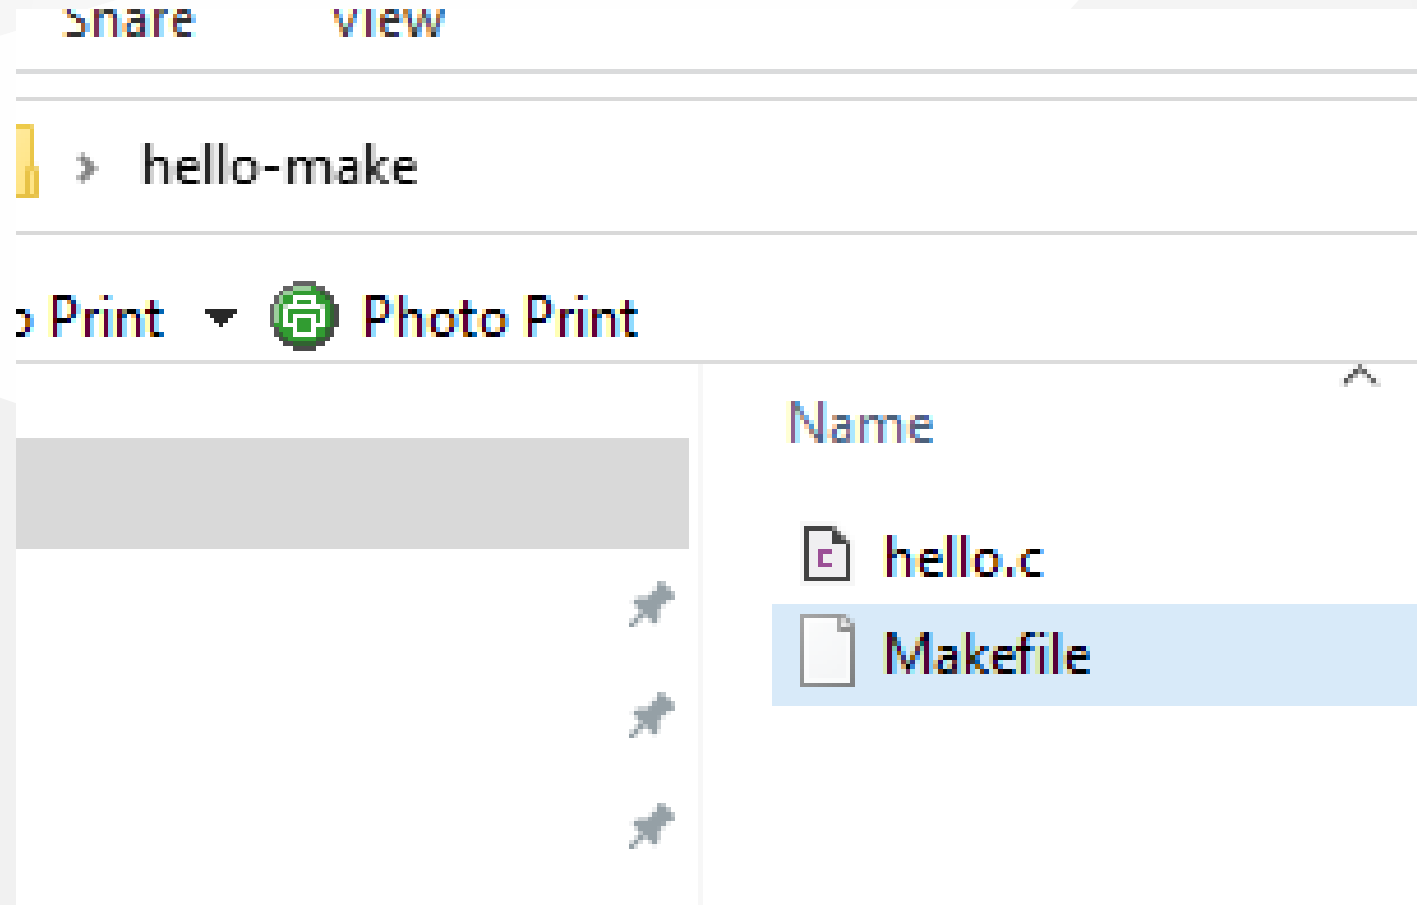 Share View
hello-make
Print Photo Print
Name
hello.c
Makefile